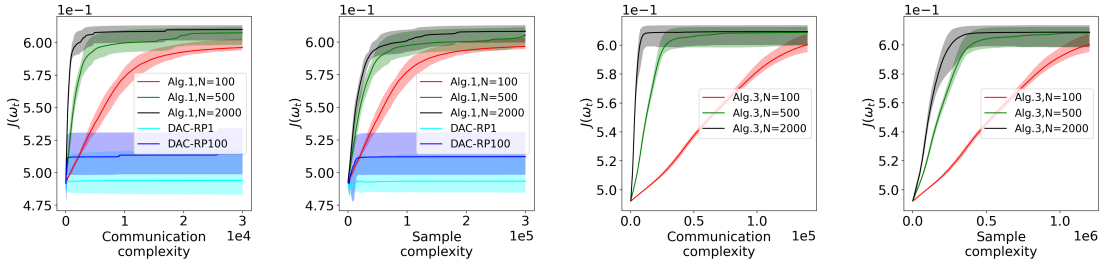 1e−1
6.00
5.75
5.50
5.25
5.00
4.75
J(ω_t)
Alg.1,N=100
Alg.1,N=500
Alg.1,N=2000
DAC-RP1
DAC-RP100
0 1 2 3
1e4
Communication
complexity
1e−1
6.00
5.75
5.50
5.25
5.00
4.75
J(ω_t)
Alg.1,N=100
Alg.1,N=500
Alg.1,N=2000
DAC-RP1
DAC-RP100
0 1 2 3
1e5
Sample
complexity
1e−1
6.0
5.8
5.6
5.4
5.2
5.0
J(ω_t)
Alg.3,N=100
Alg.3,N=500
Alg.3,N=2000
0.0 0.5 1.0
1e5
Communication
complexity
1e−1
6.0
5.8
5.6
5.4
5.2
5.0
J(ω_t)
Alg.3,N=100
Alg.3,N=500
Alg.3,N=2000
0.0 0.5 1.0
1e6
Sample
complexity